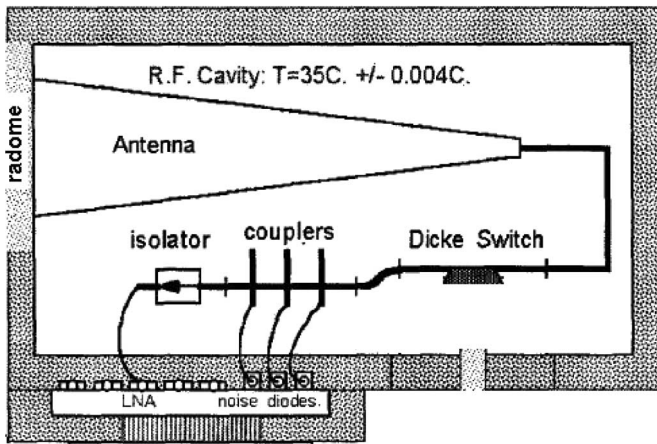 R.F. Cavity: T=35C. +/- 0.004C.
radome
Antenna
isolator
couplers
Dicke Switch
LNA
noise diodes.